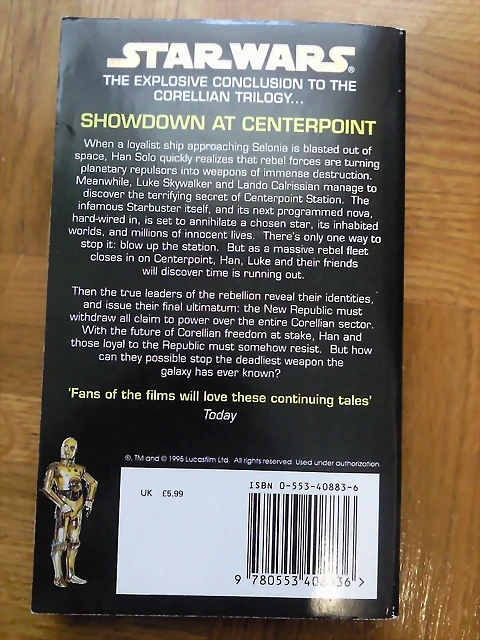 STAR WARS®
THE EXPLOSIVE CONCLUSION TO THE
CORELLIAN TRILOGY...
SHOWDOWN AT CENTERPOINT
When a loyalist ship approaching Selonia is blasted out of
space, Han Solo quickly realizes that rebel forces are turning
planetary repulsors into weapons of immense destruction.
Meanwhile, Luke Skywalker and Lando Calrissian manage to
discover the terrifying secret of Centerpoint Station. The
infamous Starbuster itself, and its next programmed nova,
hard-wired in, is set to annihilate a chosen star, its inhabited
worlds, and millions of innocent lives. There's only one way to
stop it: blow up the station. But as a massive rebel fleet
closes in on Centerpoint, Han, Luke and their friends
will discover time is running out.
Then the true leaders of the rebellion reveal their identities,
and issue their final ultimatum: the New Republic must
withdraw all claim to power over the entire Corellian sector.
With the future of Corellian freedom at stake, Han and
those loyal to the Republic must somehow resist. But how
can they possible stop the deadliest weapon the
galaxy has ever known?
'Fans of the films will love these continuing tales'
Today
®, TM and © 1995 Lucasfilm Ltd. All rights reserved. Used under authorization.
UK £5.99
ISBN 0-553-40883-6
9 780553 408836 >